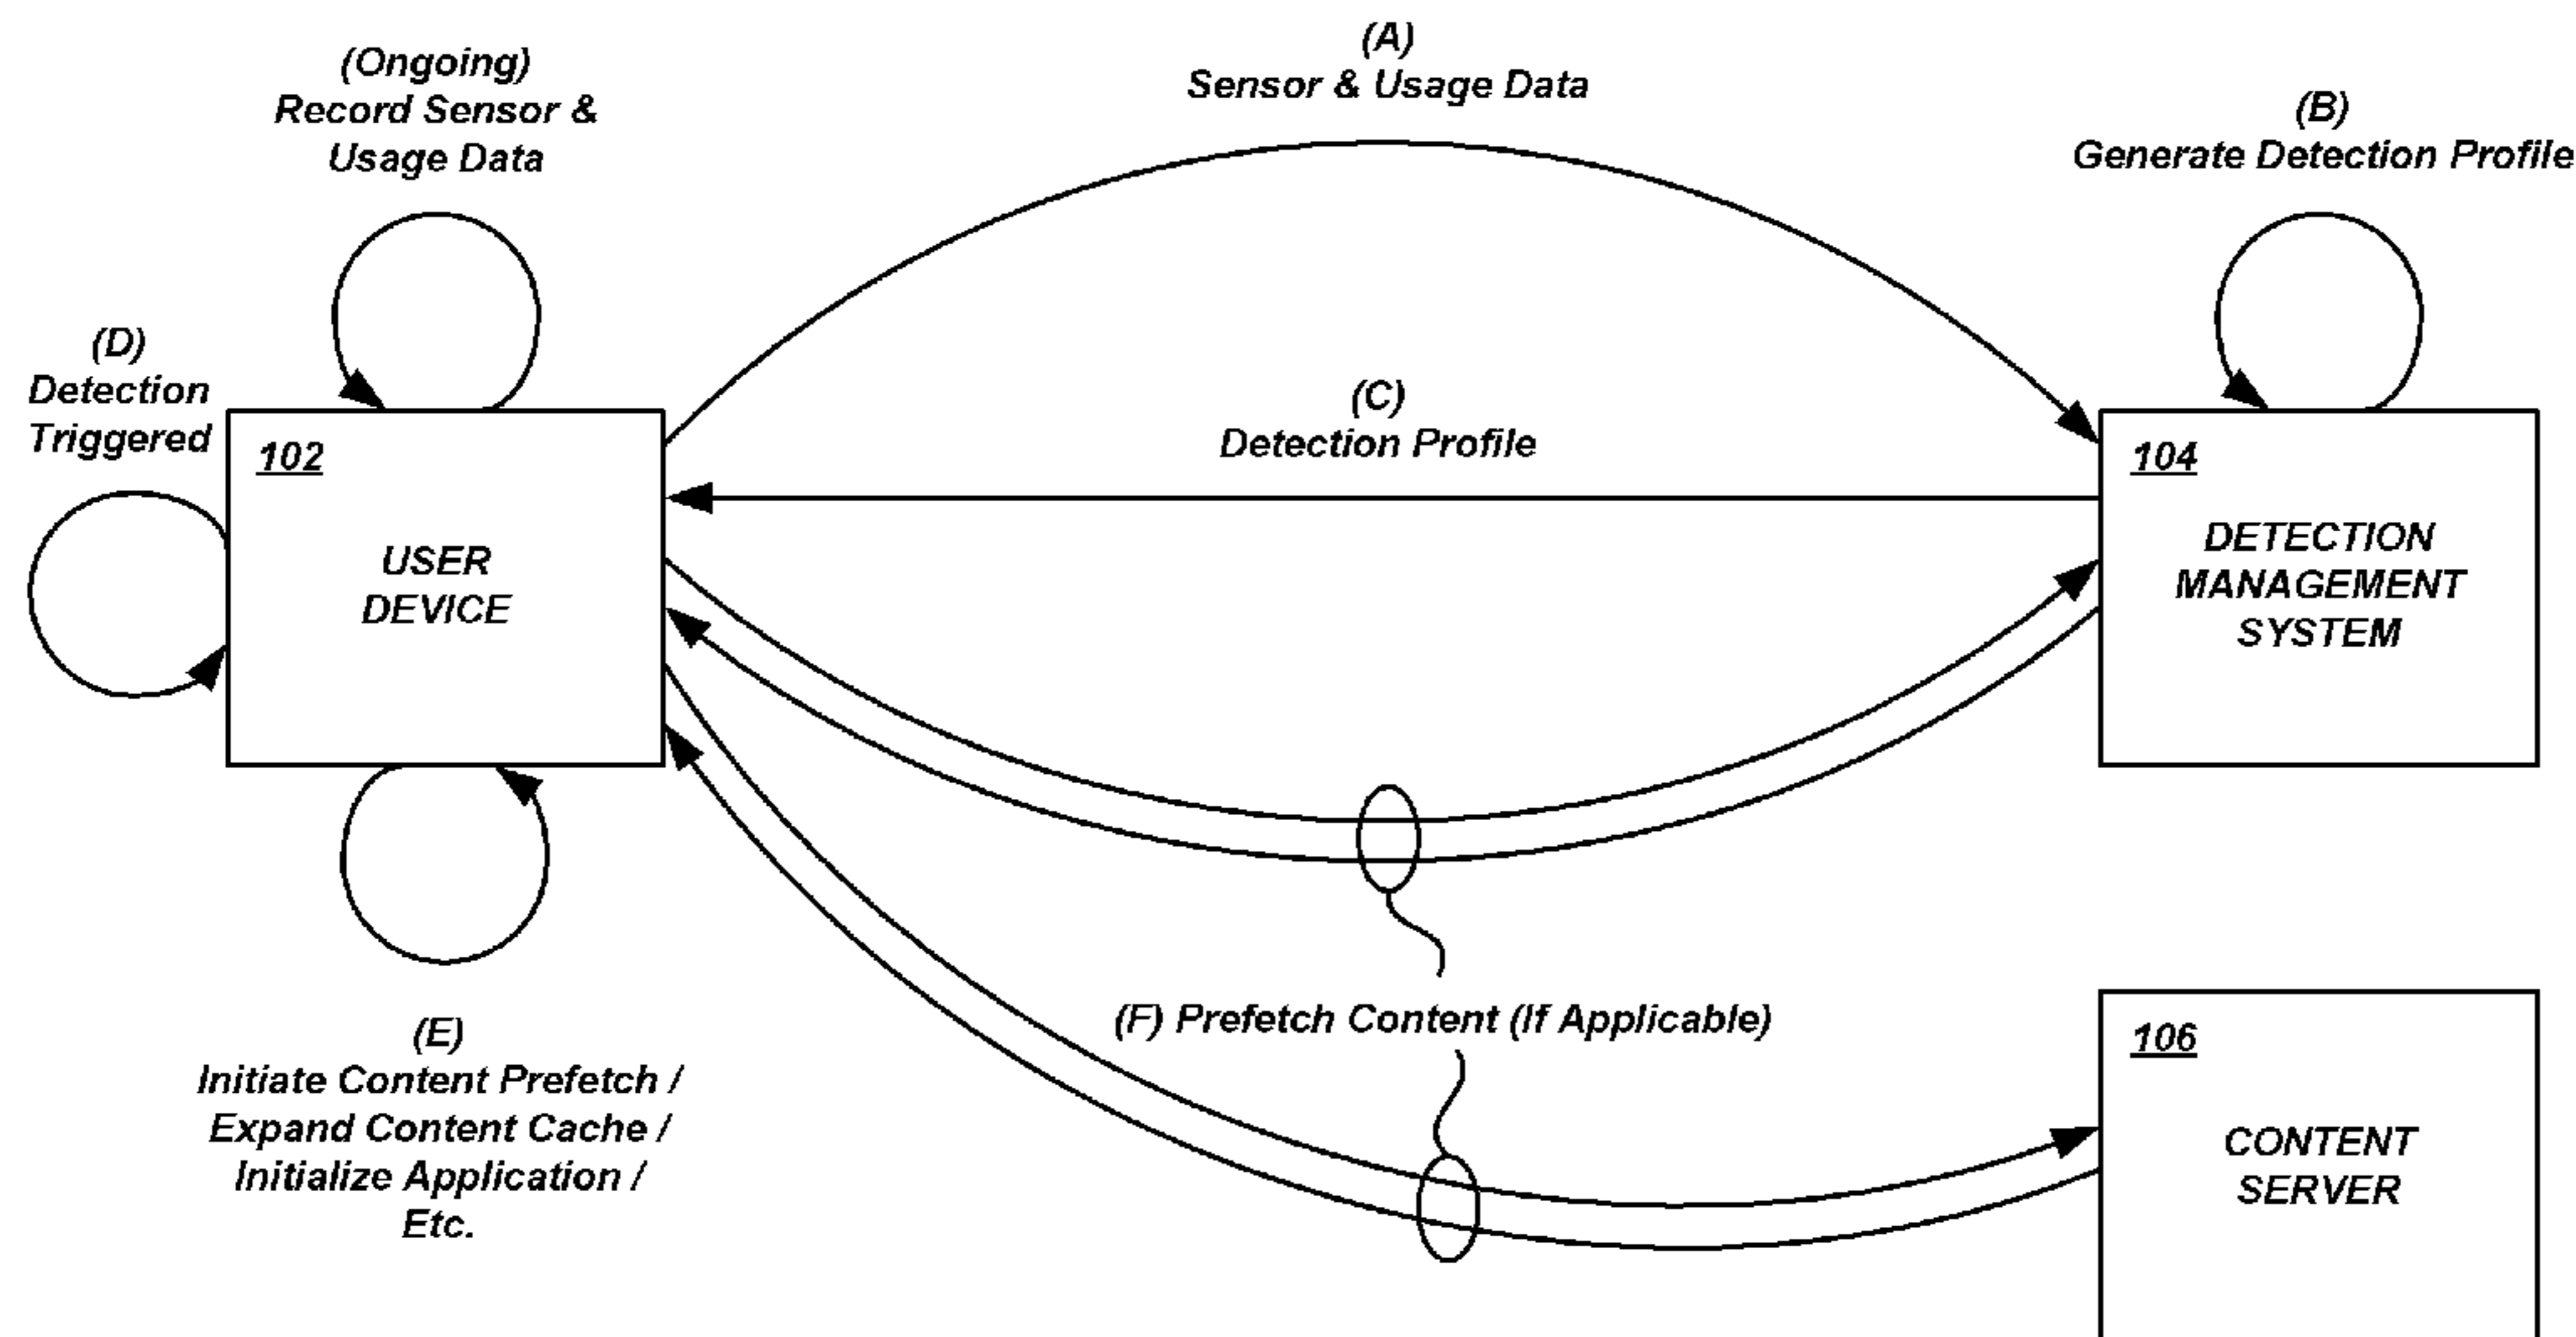 (A)
Sensor & Usage Data
(Ongoing)
Record Sensor &
Usage Data
(B)
Generate Detection Profile
(D)
Detection
Triggered
(C)
Detection Profile
102
USER
DEVICE
104
DETECTION
MANAGEMENT
SYSTEM
(E)
Initiate Content Prefetch /
Expand Content Cache /
Initialize Application /
Etc.
(F) Prefetch Content (If Applicable)
106
CONTENT
SERVER